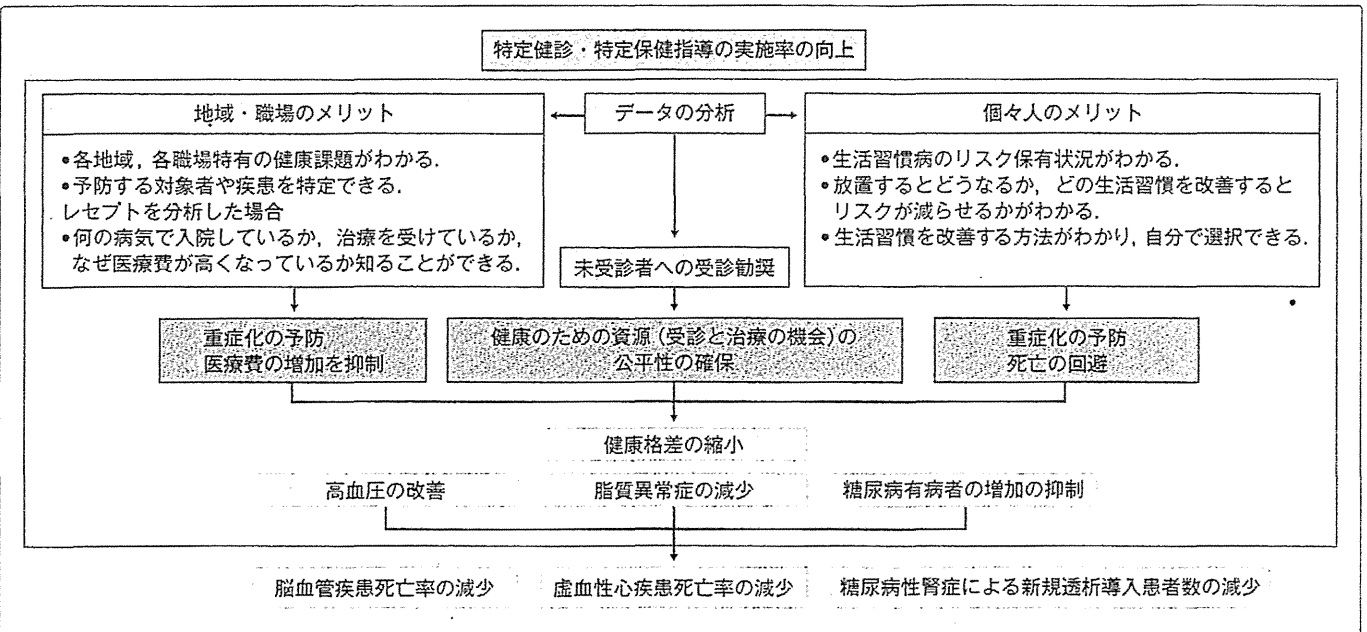 特定健診・特定保健指導の実施率の向上
地域・職場のメリット
●各地域，各職場特有の健康課題がわかる．
●予防する対象者や疾患を特定できる．
レセプトを分析した場合
●何の病気で入院しているか，治療を受けているか，
なぜ医療費が高くなっているか知ることができる．
データの分析
未受診者への受診勧奨
個々人のメリット
●生活習慣病のリスク保有状況がわかる．
●放置するとどうなるか，どの生活習慣を改善すると
リスクが減らせるかがわかる．
●生活習慣を改善する方法がわかり，自分で選択できる．
重症化の予防
医療費の増加を抑制
健康のための資源（受診と治療の機会）の
公平性の確保
重症化の予防
死亡の回避
健康格差の縮小
高血圧の改善
脂質異常症の減少
糖尿病有病者の増加の抑制
脳血管疾患死亡率の減少
虚血性心疾患死亡率の減少
糖尿病性腎症による新規透析導入患者数の減少